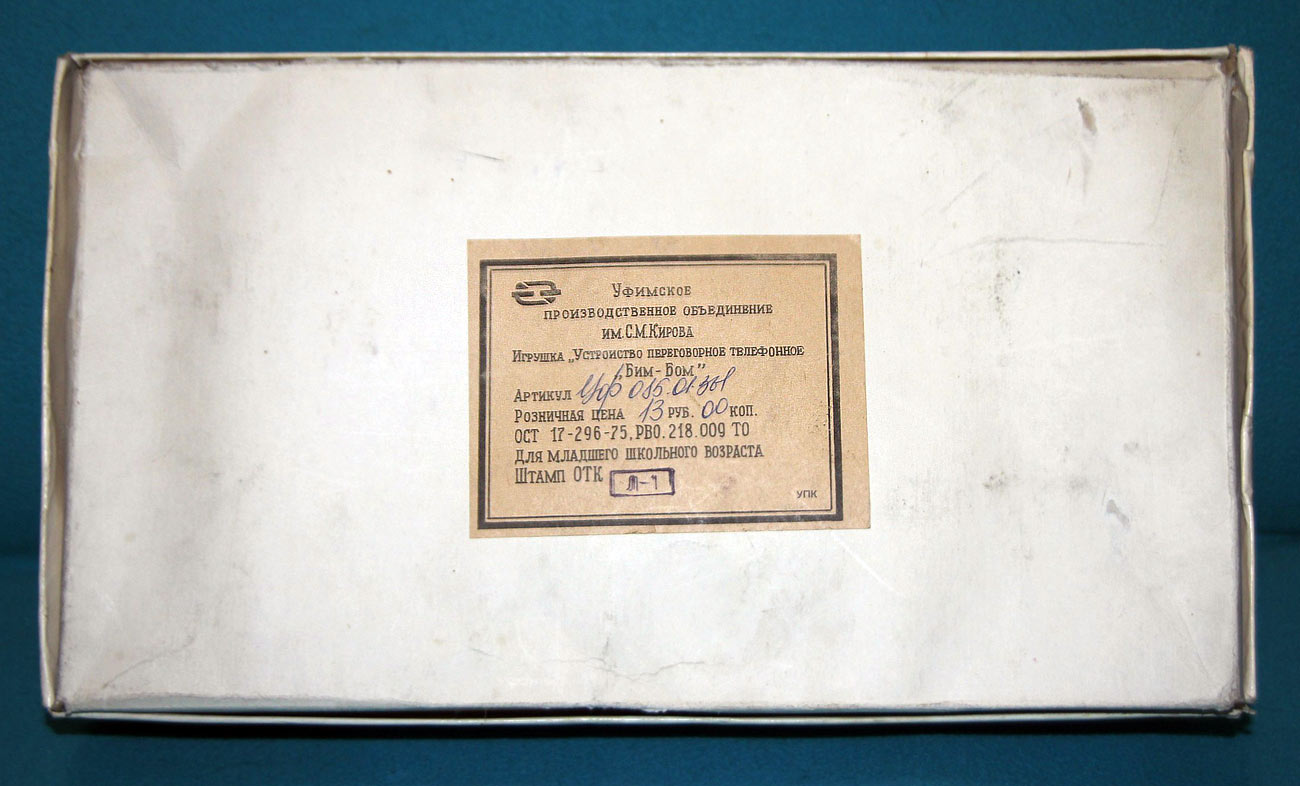 Уфимское
производственное объединение
им. С.М. Кирова
Игрушка „Устройство переговорное телефонное
„Бим-Бом”
Артикул
Розничная цена 13 руб. 00 коп.
ОСТ 17-296-75, РВ0.218.009 ТО
Для младшего школьного возраста
Штамп ОТК Л-1
УПК